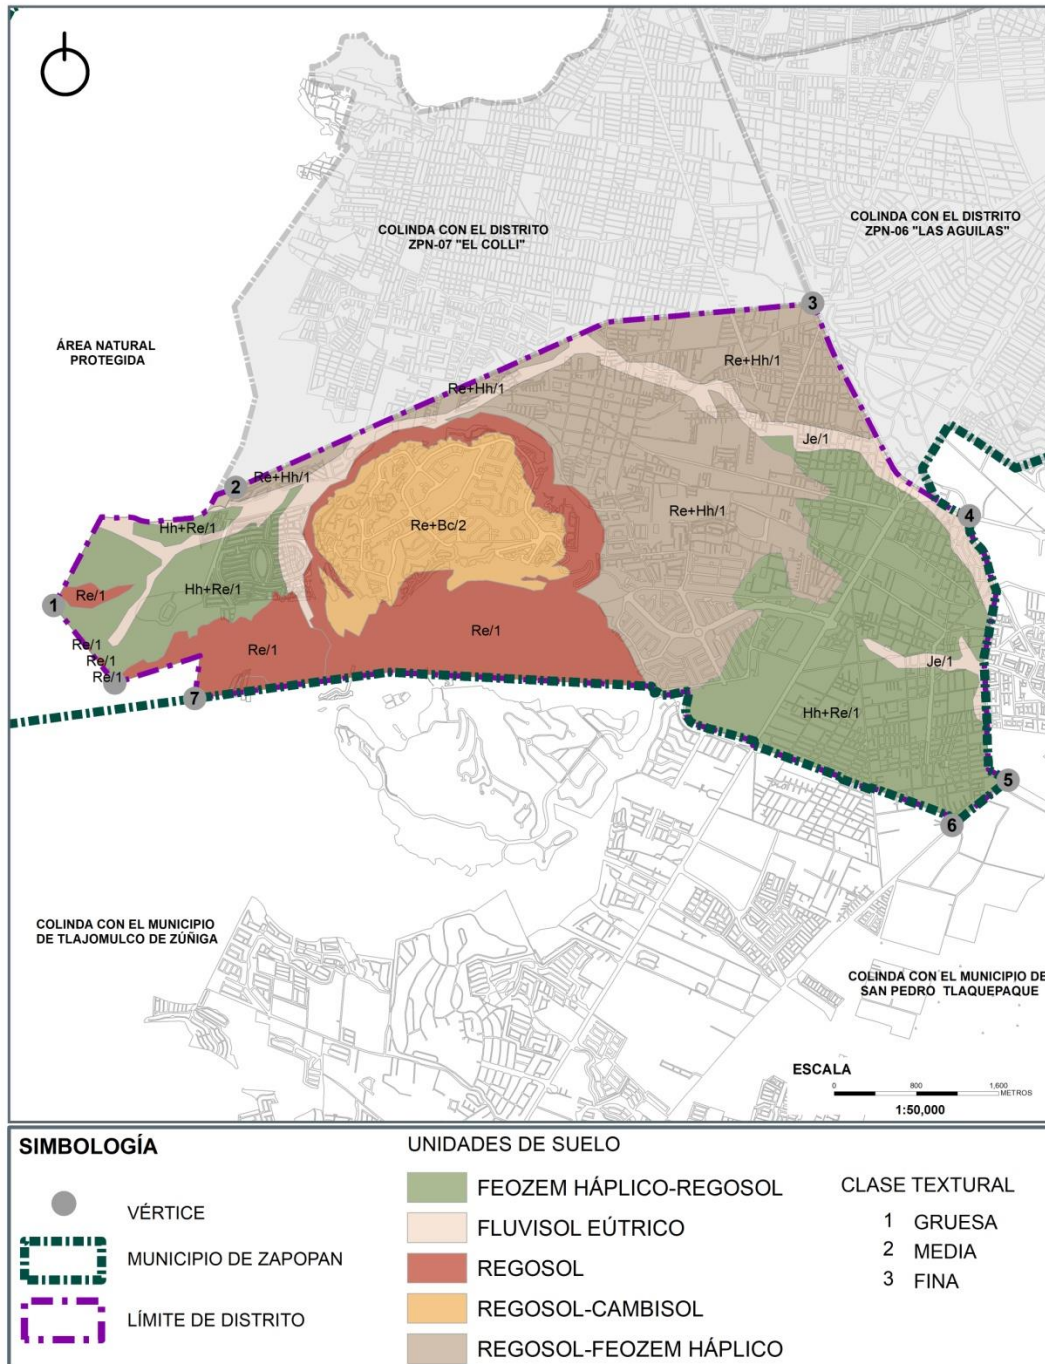 COLINDA CON EL DISTRITO
ZPN-07 "EL COLLI"
COLINDA CON EL DISTRITO
ZPN-06 "LAS AGUILAS"
3
ÁREA NATURAL
PROTEGIDA
Re+Hh/1
Re+Hh/1
Je/1
Re+Hh/1
2
Re+Hh/1
4
Hh+Re/1
Re+Bc/2
Hh+Re/1
Re/1
1
Re/1
Re/1
Re/1
Re/1
Re/1
Je/1
7
Hh+Re/1
5
6
COLINDA CON EL MUNICIPIO
DE TLAJOMULCO DE ZÚÑIGA
COLINDA CON EL MUNICIPIO DE
SAN PEDRO TLAQUEPAQUE
ESCALA
0 800 1,600
METROS
1:50,000
SIMBOLOGÍA
VÉRTICE
MUNICIPIO DE ZAPOPAN
LÍMITE DE DISTRITO
UNIDADES DE SUELO
FEOZEM HÁPLICO-REGOSOL
FLUVISOL EÚTRICO
REGOSOL
REGOSOL-CAMBISOL
REGOSOL-FEOZEM HÁPLICO
CLASE TEXTURAL
1 GRUESA
2 MEDIA
3 FINA